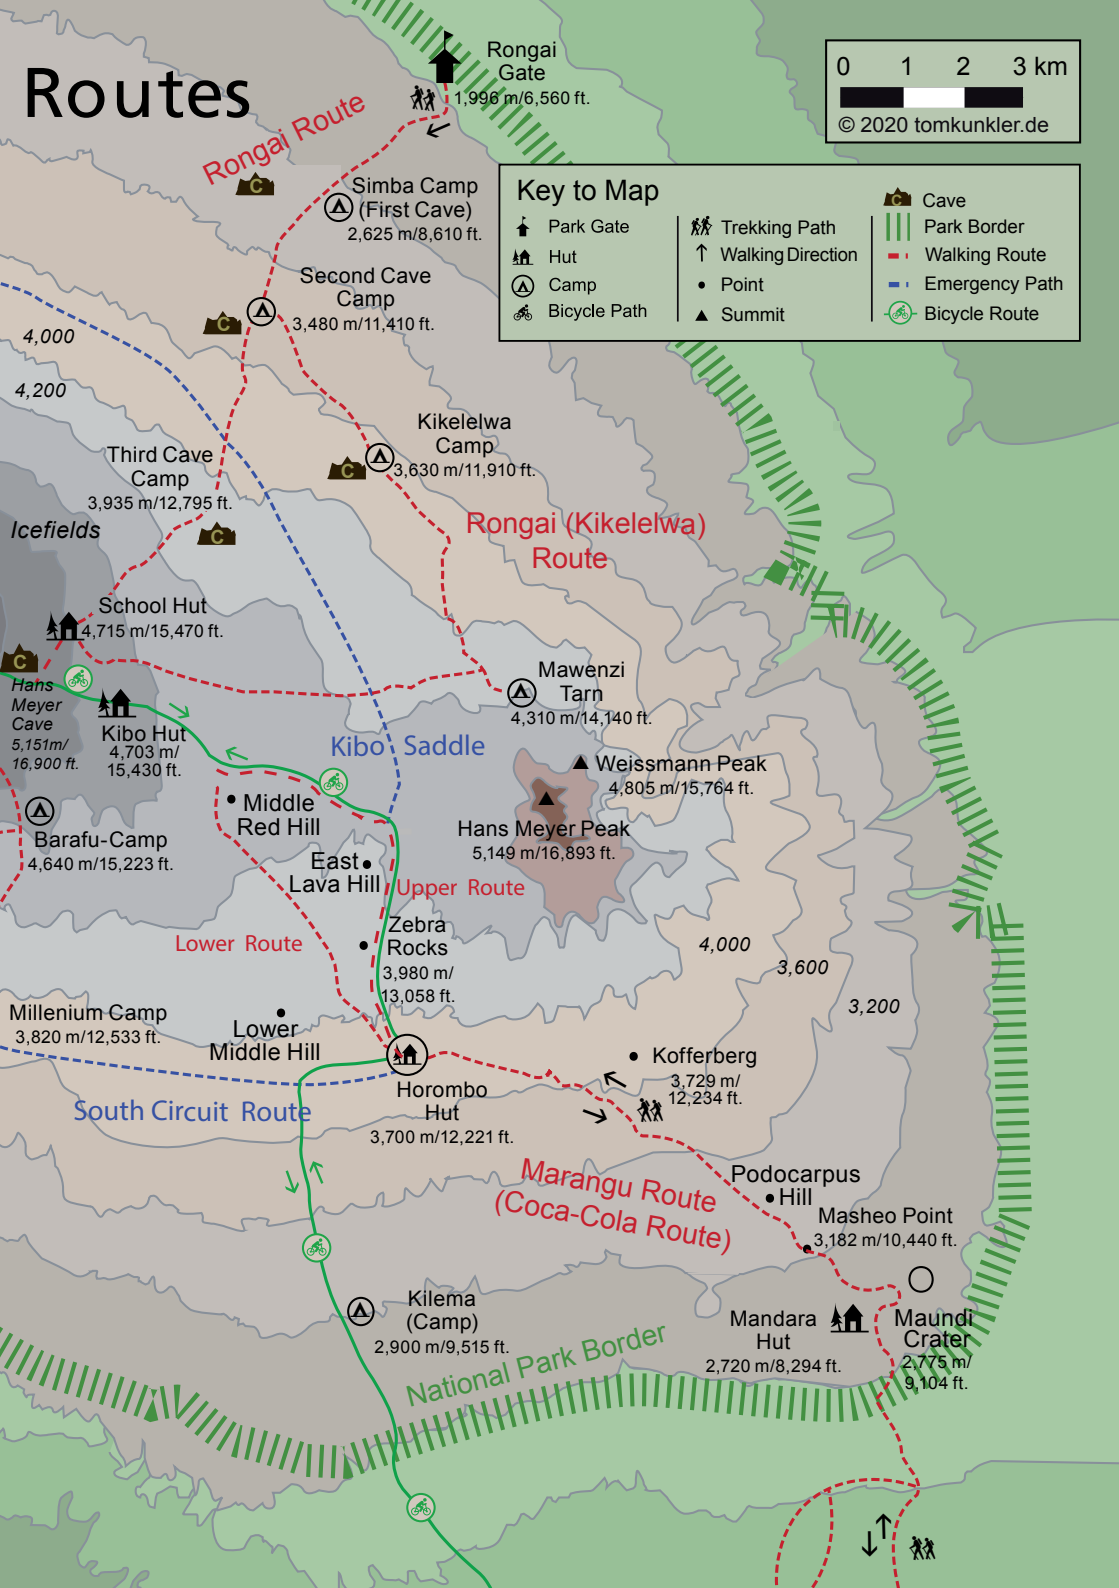 Routes
Rongai
Gate
1,996 m/6,560 ft.
0 1 2 3 km
© 2020 tomkunkler.de
Rongai Route
C
Simba Camp
(First Cave)
2,625 m/8,610 ft.
Key to Map
Park Gate
Hut
Camp
Bicycle Path
Trekking Path
Walking Direction
Point
Summit
C
Cave
Park Border
Walking Route
Emergency Path
Bicycle Route
Second Cave
Camp
3,480 m/11,410 ft.
C
4,000
4,200
Kikelelwa
Camp
3,630 m/11,910 ft.
C
Third Cave
Camp
3,935 m/12,795 ft.
C
Icefields
Rongai (Kikelelwa)
Route
School Hut
4,715 m/15,470 ft.
C
Hans
Meyer
Cave
5,151m/
16,900 ft.
Kibo Hut
4,703 m/
15,430 ft.
Mawenzi
Tarn
4,310 m/14,140 ft.
Kibo Saddle
Weissmann Peak
4,805 m/15,764 ft.
Middle
Red Hill
Hans Meyer Peak
5,149 m/16,893 ft.
Barafu-Camp
4,640 m/15,223 ft.
East
Lava Hill
Upper Route
Zebra
Rocks
3,980 m/
13,058 ft.
Lower Route
4,000
3,600
3,200
Millenium Camp
3,820 m/12,533 ft.
Lower
Middle Hill
Kofferberg
3,729 m/
12,234 ft.
Horombo
Hut
3,700 m/12,221 ft.
South Circuit Route
Marangu Route
(Coca-Cola Route)
Podocarpus
Hill
Masheo Point
3,182 m/10,440 ft.
Kilema
(Camp)
2,900 m/9,515 ft.
Mandara
Hut
2,720 m/8,294 ft.
Maundi
Crater
2,775 m/
9,104 ft.
National Park Border